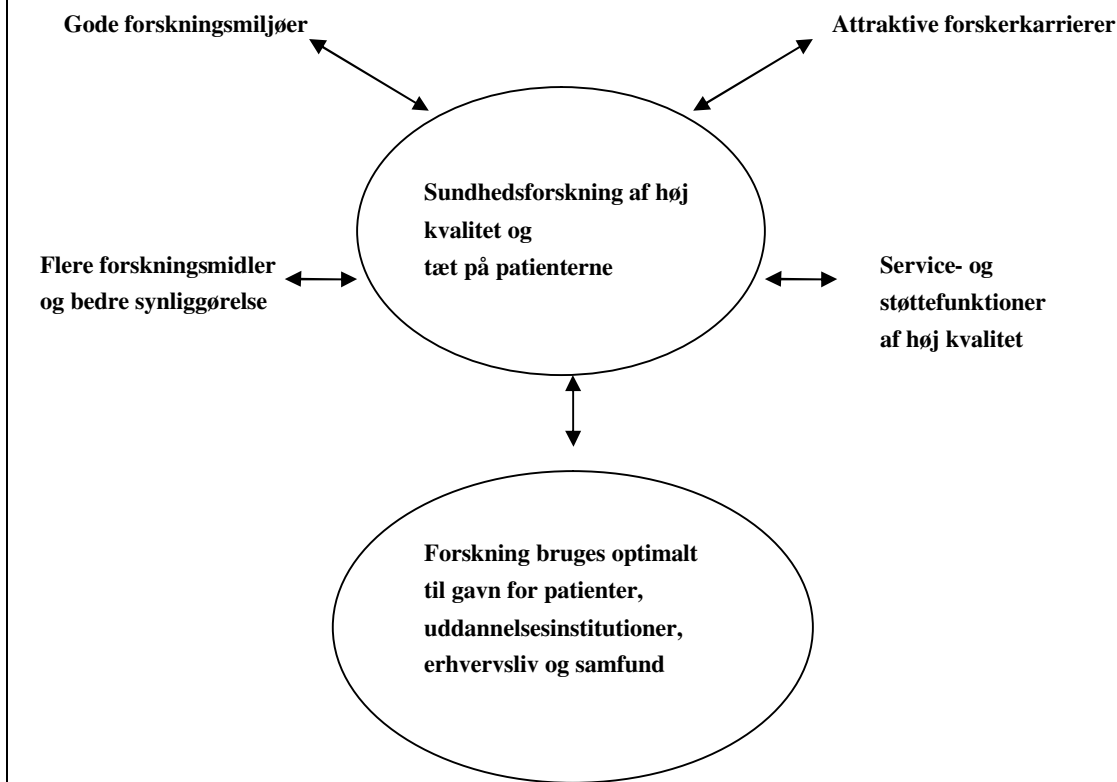 Gode forskningsmiljøer
Attraktive forskerkarrierer
Sundhedsforskning af høj
kvalitet og
tæt på patienterne
Flere forskningsmidler
og bedre synliggørelse
Service- og
støttefunktioner
af høj kvalitet
Forskning bruges optimalt
til gavn for patienter,
uddannelsesinstitutioner,
erhvervsliv og samfund